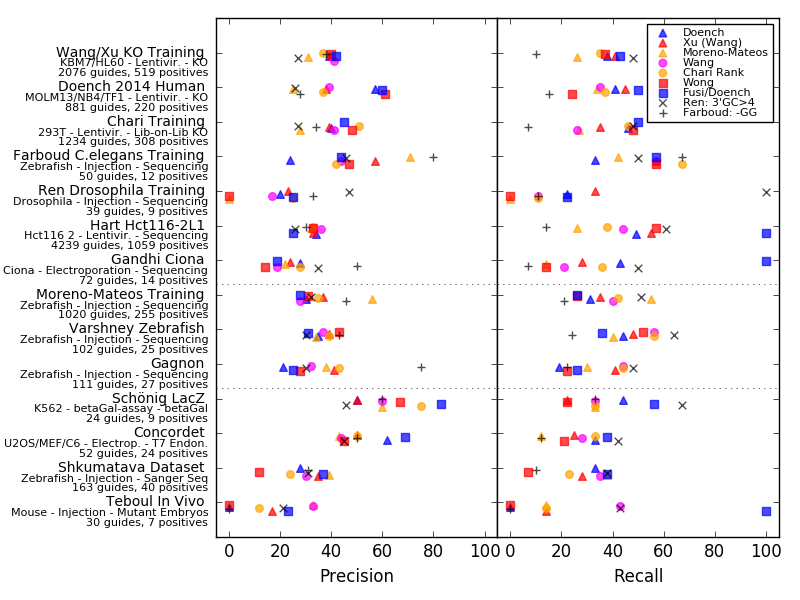 Wang/Xu KO Training
KBM7/HL60 - Lentivir. - KO
2076 guides, 519 positives
Doench 2014 Human
MOLM13/NB4/TF1 - Lentivir. - KO
881 guides, 220 positives
Chari Training
293T - Lentivir. - Lib-on-Lib KO
1234 guides, 308 positives
Farboud C.elegans Training
Zebrafish - Injection - Sequencing
50 guides, 12 positives
Ren Drosophila Training
Drosophila - Injection - Sequencing
39 guides, 9 positives
Hart Hct116-2L1
Hct116 2 - Lentivir. - Sequencing
4239 guides, 1059 positives
Gandhi Ciona
Ciona - Electroporation - Sequencing
72 guides, 14 positives
Moreno-Mateos Training
Zebrafish - Injection - Sequencing
1020 guides, 255 positives
Varshney Zebrafish
Zebrafish - Injection - Sequencing
102 guides, 25 positives
Gagnon
Zebrafish - Injection - Sequencing
111 guides, 27 positives
Schönig LacZ
K562 - betaGal-assay - betaGal
24 guides, 9 positives
Concordet
U2OS/MEF/C6 - Electrop. - T7 Endon.
52 guides, 24 positives
Shkumatava Dataset
Zebrafish - Injection - Sanger Seq
163 guides, 40 positives
Teboul In Vivo
Mouse - Injection - Mutant Embryos
30 guides, 7 positives
0 20 40 60 80 100
Precision
Doench
Xu (Wang)
Moreno-Mateos
Wang
Chari Rank
Wong
Fusi/Doench
Ren: 3'GC>4
Farboud: -GG
0 20 40 60 80 100
Recall